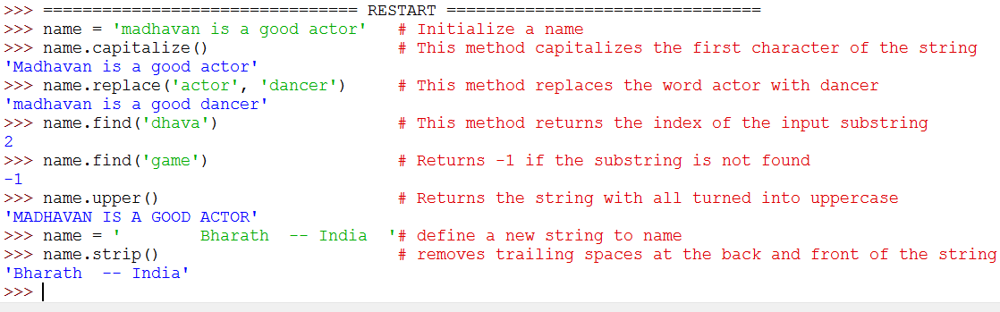 >>> ================================ RESTART ================================
>>> name = 'madhavan is a good actor'   # Initialize a name
>>> name.capitalize()                   # This method capitalizes the first character of the string
'Madhavan is a good actor'
>>> name.replace('actor', 'dancer')     # This method replaces the word actor with dancer
'madhavan is a good dancer'
>>> name.find('dhava')                  # This method returns the index of the input substring
2
>>> name.find('game')                   # Returns -1 if the substring is not found
-1
>>> name.upper()                        # Returns the string with all turned into uppercase
'MADHAVAN IS A GOOD ACTOR'
>>> name = '        Bharath  -- India  '# define a new string to name
>>> name.strip()                        # removes trailing spaces at the back and front of the string
'Bharath  -- India'
>>>